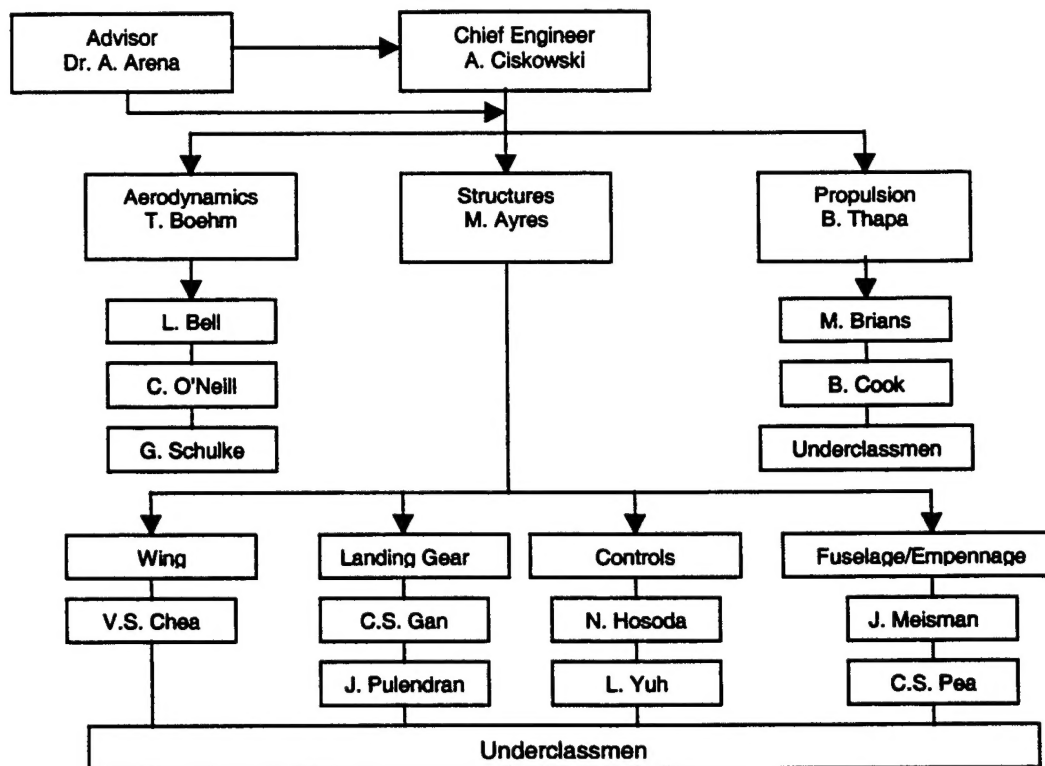 Advisor
Dr. A. Arena
Chief Engineer
A. Ciskowski
Aerodynamics
T. Boehm
Structures
M. Ayres
Propulsion
B. Thapa
L. Bell
M. Brians
C. O'Neill
B. Cook
G. Schulke
Underclassmen
Wing
Landing Gear
Controls
Fuselage/Empennage
V.S. Chea
C.S. Gan
N. Hosoda
J. Meisman
J. Pulendran
L. Yuh
C.S. Pea
Underclassmen